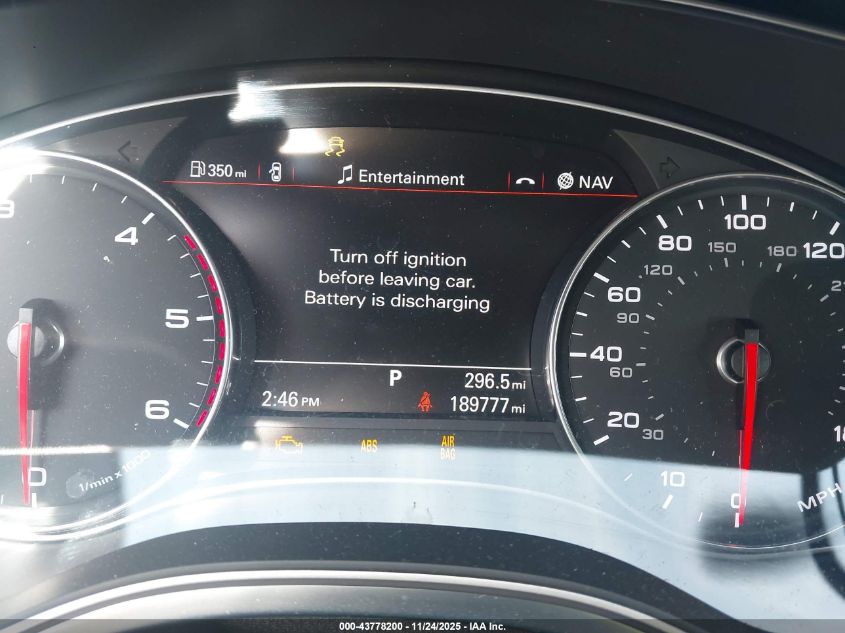 350 mi
Entertainment
NAV
Turn off ignition
before leaving car.
Battery is discharging
P
296.5 mi
2:46 PM
189777 mi
ABS
AIR
BAG
4
5
6
0
1/min x 1000
0
10
20
40
60
80
100
120
30
60
90
120
150
180
MPH
000-43778200 - 11/24/2025 - IAA Inc.